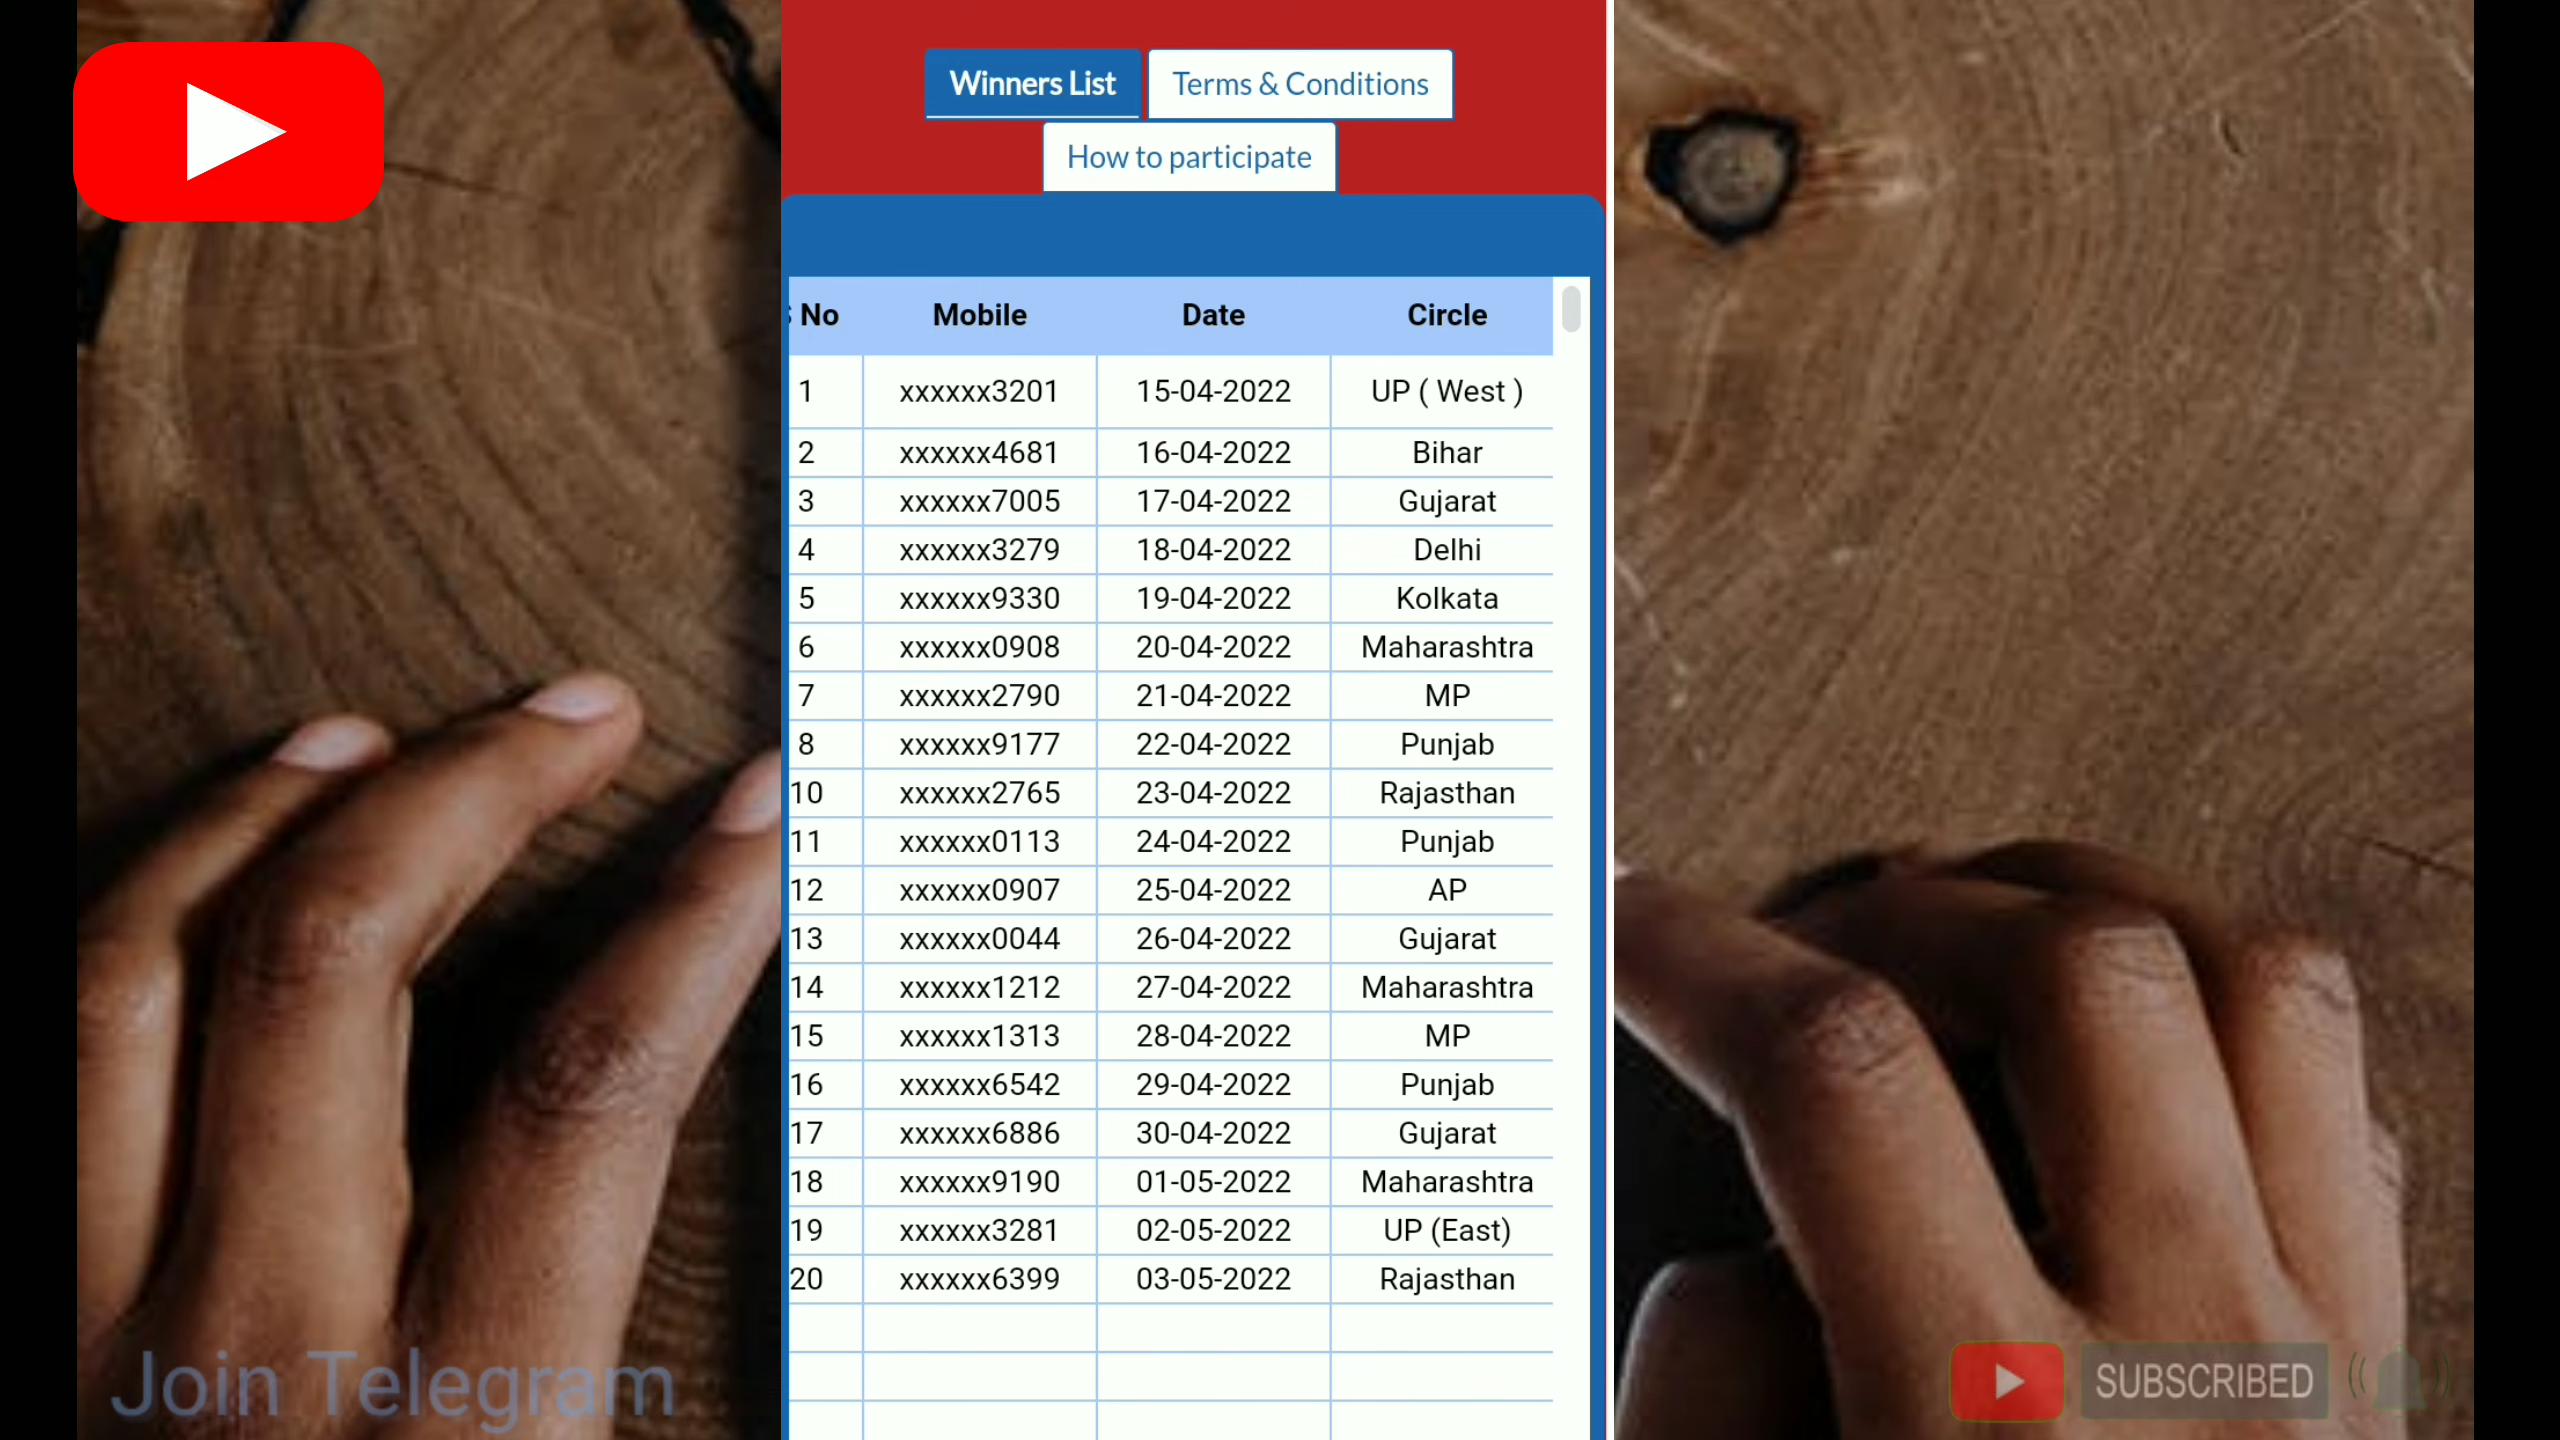 Winners List Terms & Conditions
How to participate
S No Mobile Date Circle
1 xxxxxx3201 15-04-2022 UP ( West )
2 xxxxxx4681 16-04-2022 Bihar
3 xxxxxx7005 17-04-2022 Gujarat
4 xxxxxx3279 18-04-2022 Delhi
5 xxxxxx9330 19-04-2022 Kolkata
6 xxxxxx0908 20-04-2022 Maharashtra
7 xxxxxx2790 21-04-2022 MP
8 xxxxxx9177 22-04-2022 Punjab
10 xxxxxx2765 23-04-2022 Rajasthan
11 xxxxxx0113 24-04-2022 Punjab
12 xxxxxx0907 25-04-2022 AP
13 xxxxxx0044 26-04-2022 Gujarat
14 xxxxxx1212 27-04-2022 Maharashtra
15 xxxxxx1313 28-04-2022 MP
16 xxxxxx6542 29-04-2022 Punjab
17 xxxxxx6886 30-04-2022 Gujarat
18 xxxxxx9190 01-05-2022 Maharashtra
19 xxxxxx3281 02-05-2022 UP (East)
20 xxxxxx6399 03-05-2022 Rajasthan
Join Telegram
SUBSCRIBED